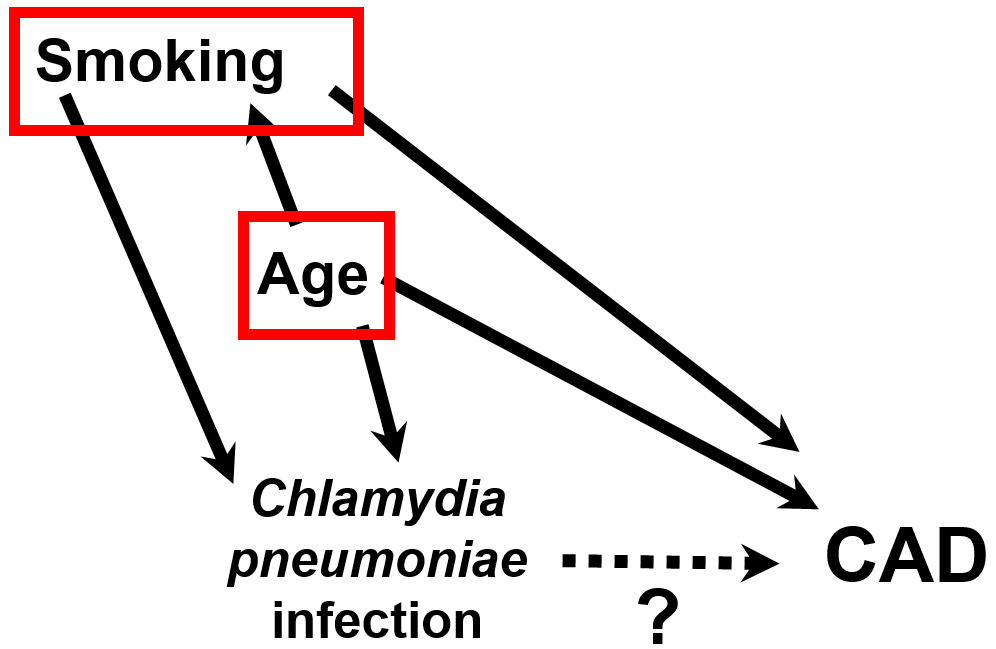 Smoking
Age
Chlamydia
pneumoniae
infection
?
CAD